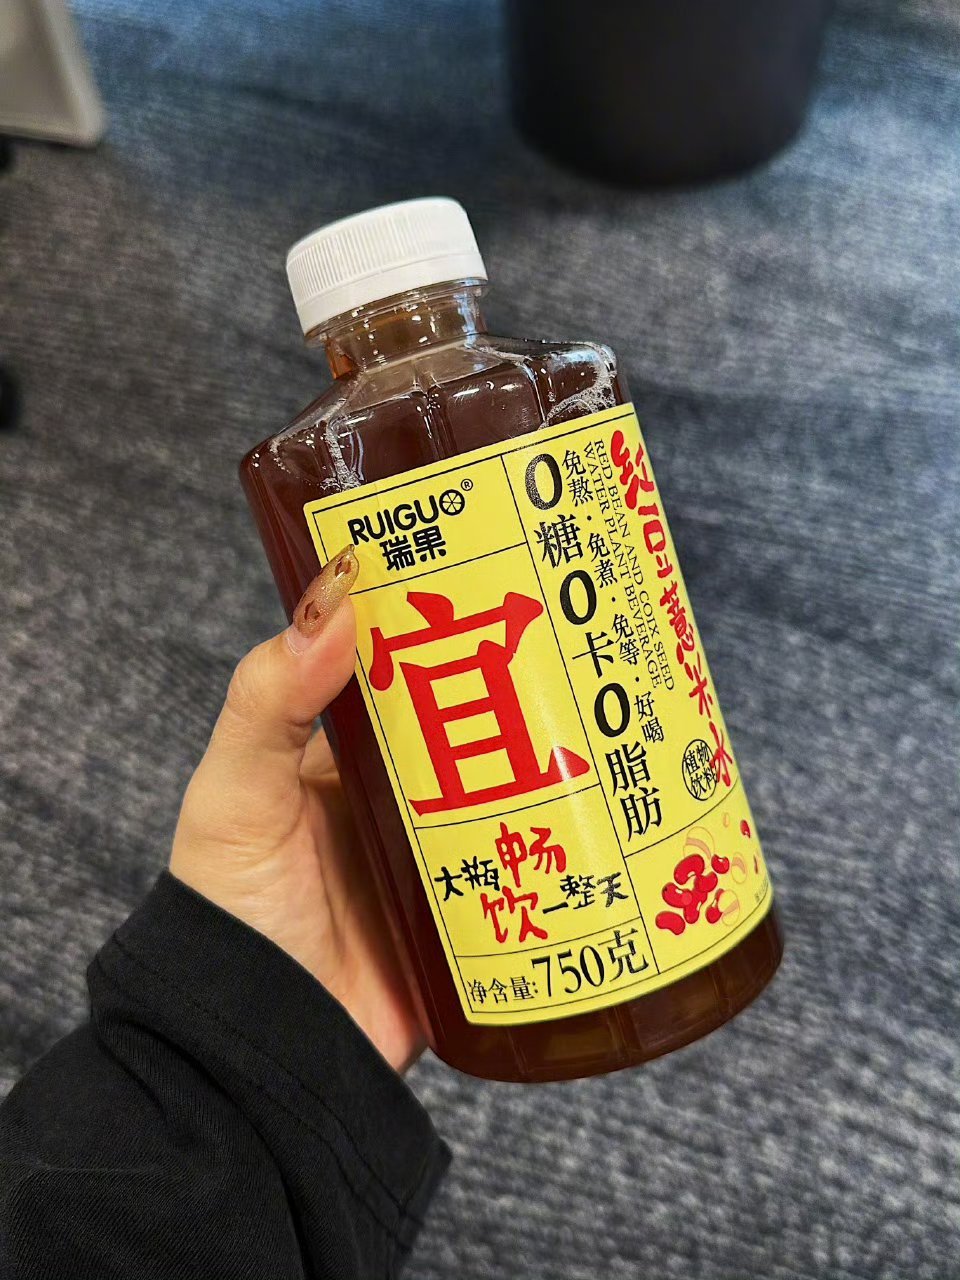 RUIGUO®
瑞果
宜
大瓶畅饮一整天
净含量:750克
0糖0卡0脂肪
免熬·免煮·免等·好喝
RED BEAN AND COIX SEED
WATER PLANT BEVERAGE
红豆薏米水
植物
饮料